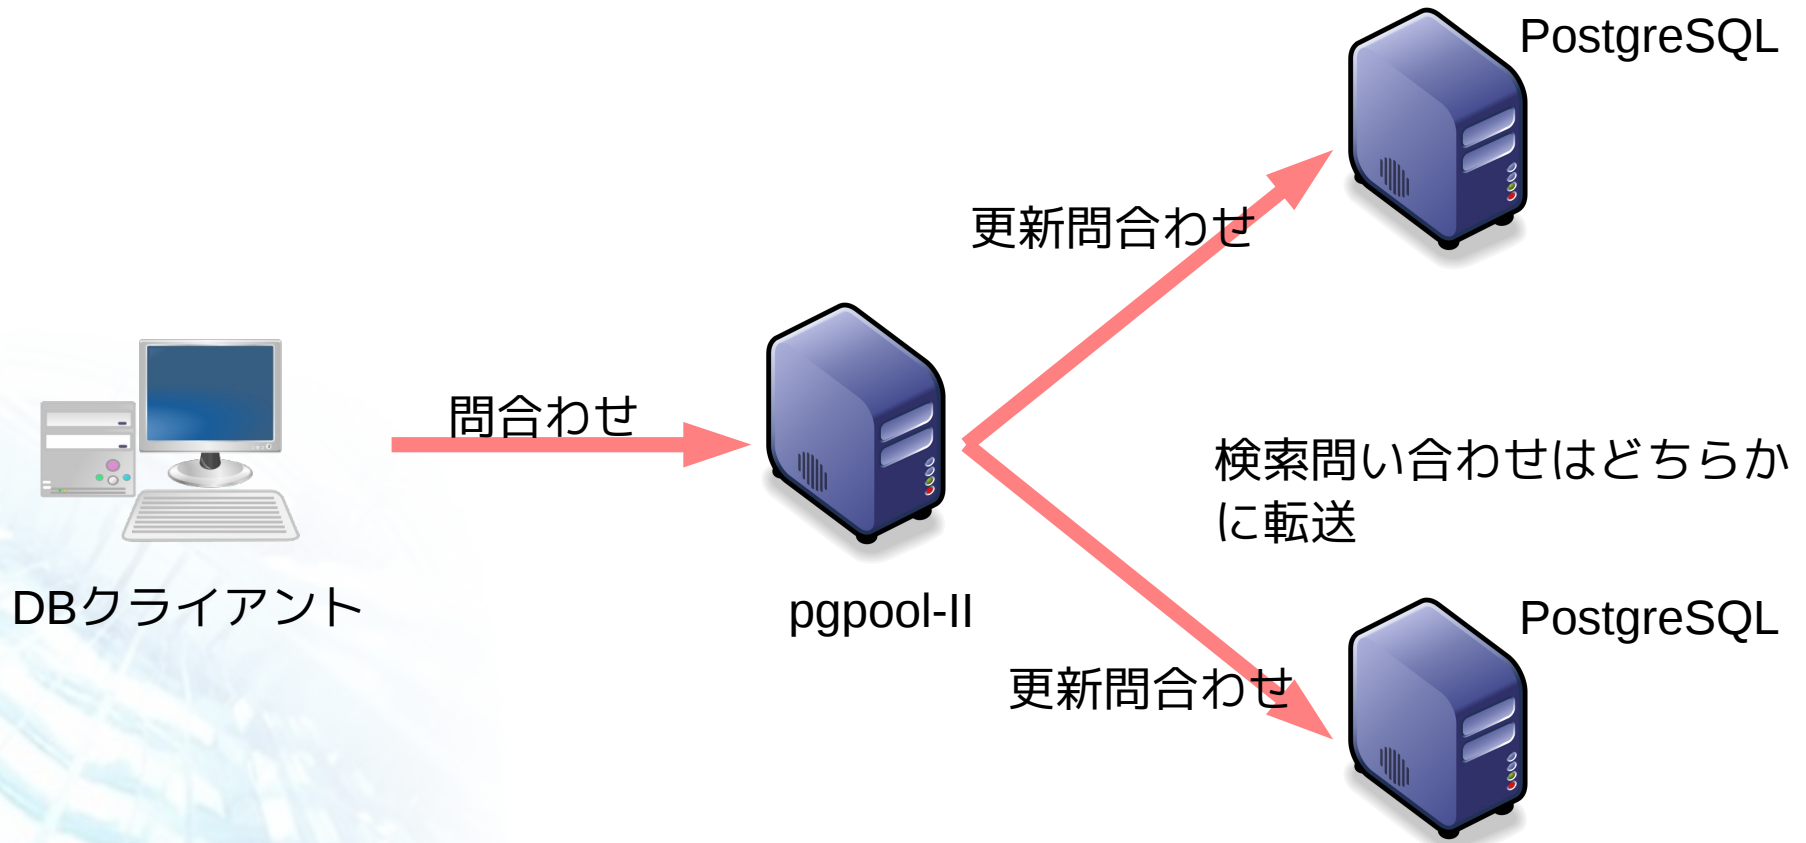 PostgreSQL
更新問合わせ
問合わせ
検索問い合わせはどちらか
に転送
DBクライアント
pgpool-II
PostgreSQL
更新問合わせ